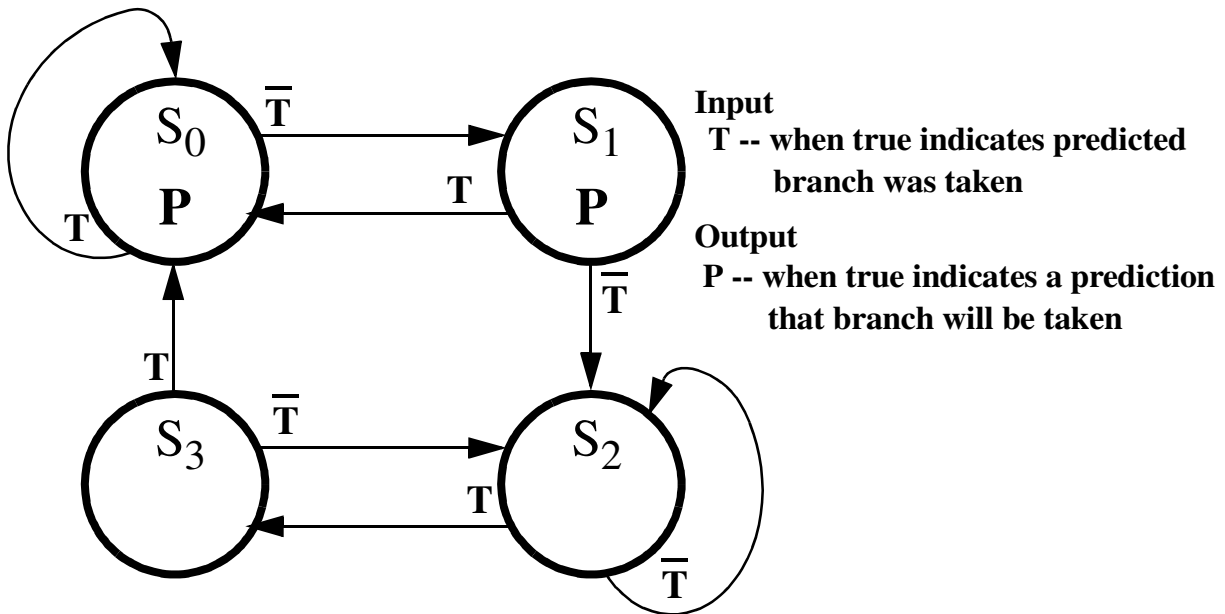 T̅
S₀
P
T
T
S₁
P
T̅
Input
T -- when true indicates predicted
branch was taken
Output
P -- when true indicates a prediction
that branch will be taken
T
S₃
T̅
T
S₂
T̅